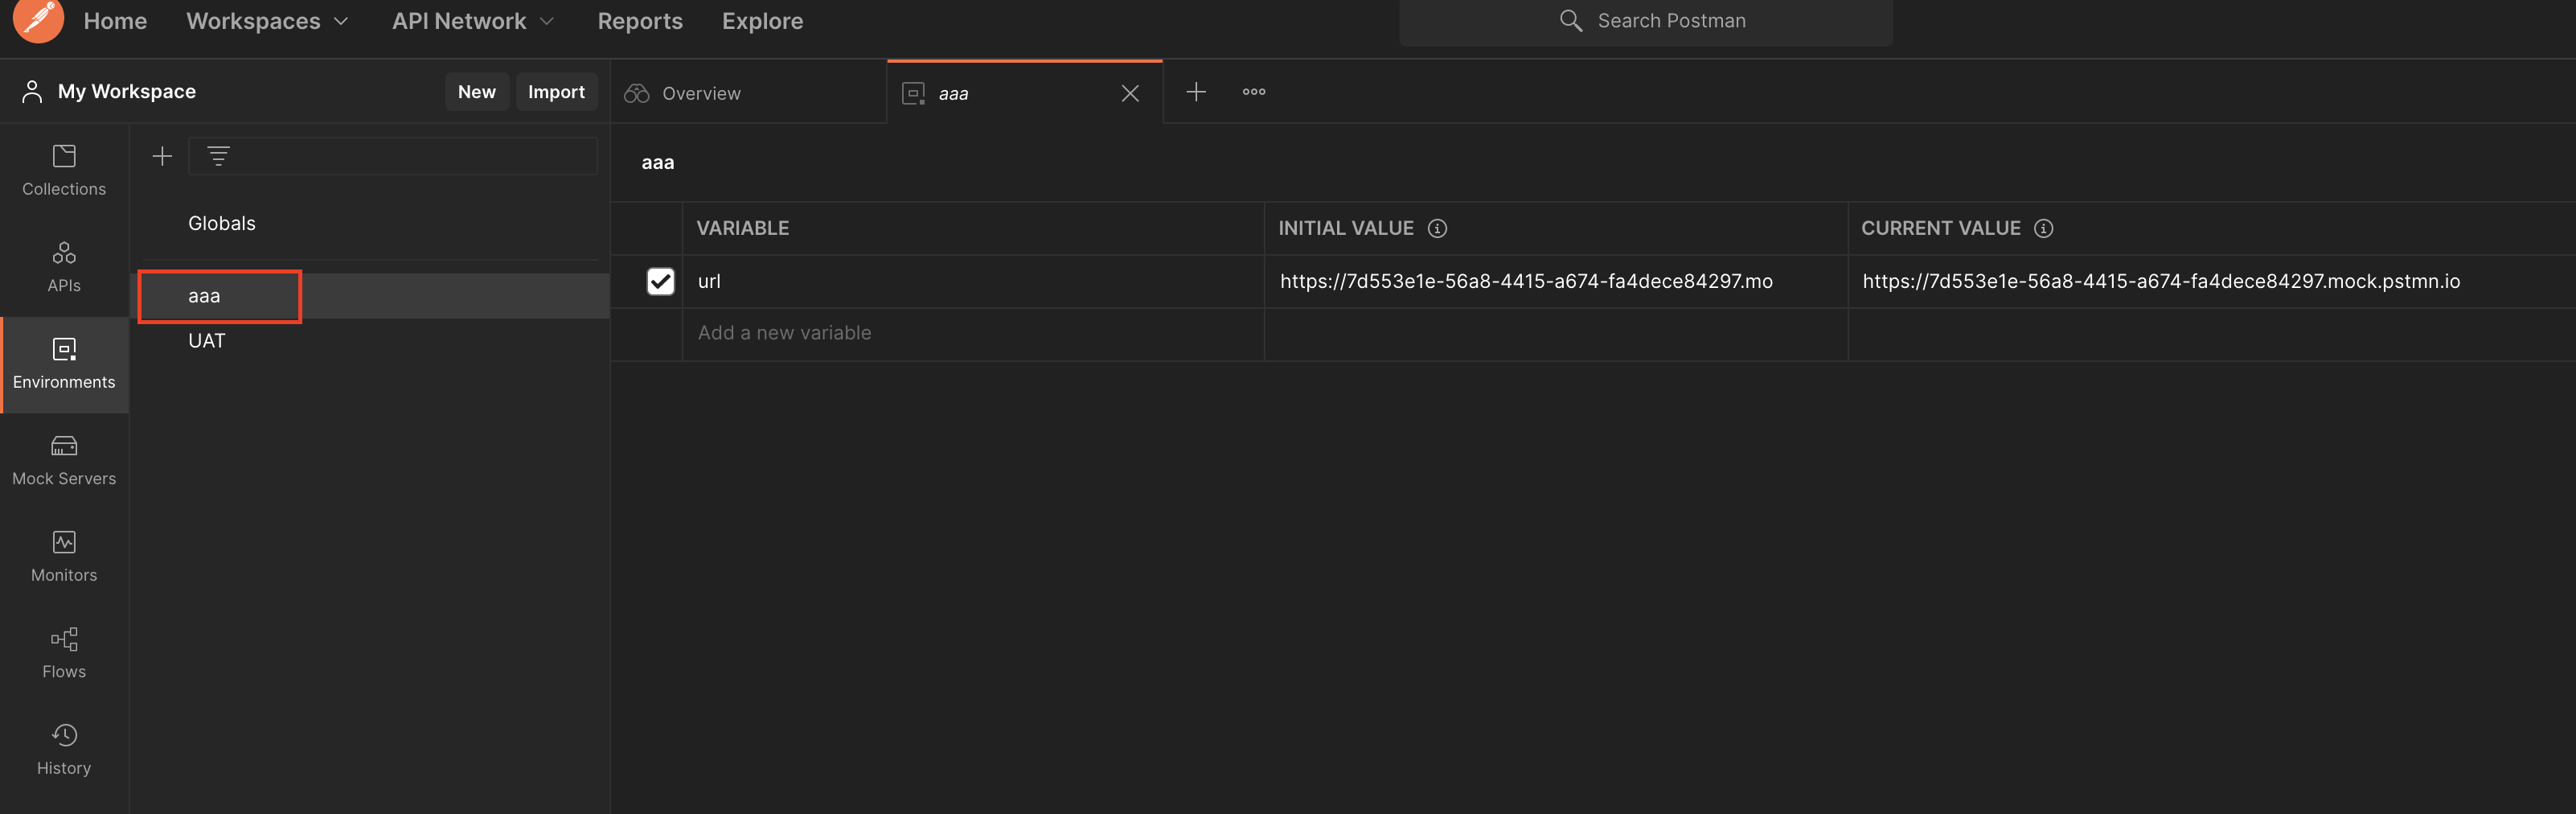 Home Workspaces API Network Reports Explore Search Postman
My Workspace New Import Overview aaa
Collections
APIs
Environments
Mock Servers
Monitors
Flows
History
Globals
aaa
UAT
aaa
VARIABLE INITIAL VALUE CURRENT VALUE
url https://7d553e1e-56a8-4415-a674-fa4dece84297.mo https://7d553e1e-56a8-4415-a674-fa4dece84297.mock.pstmn.io
Add a new variable